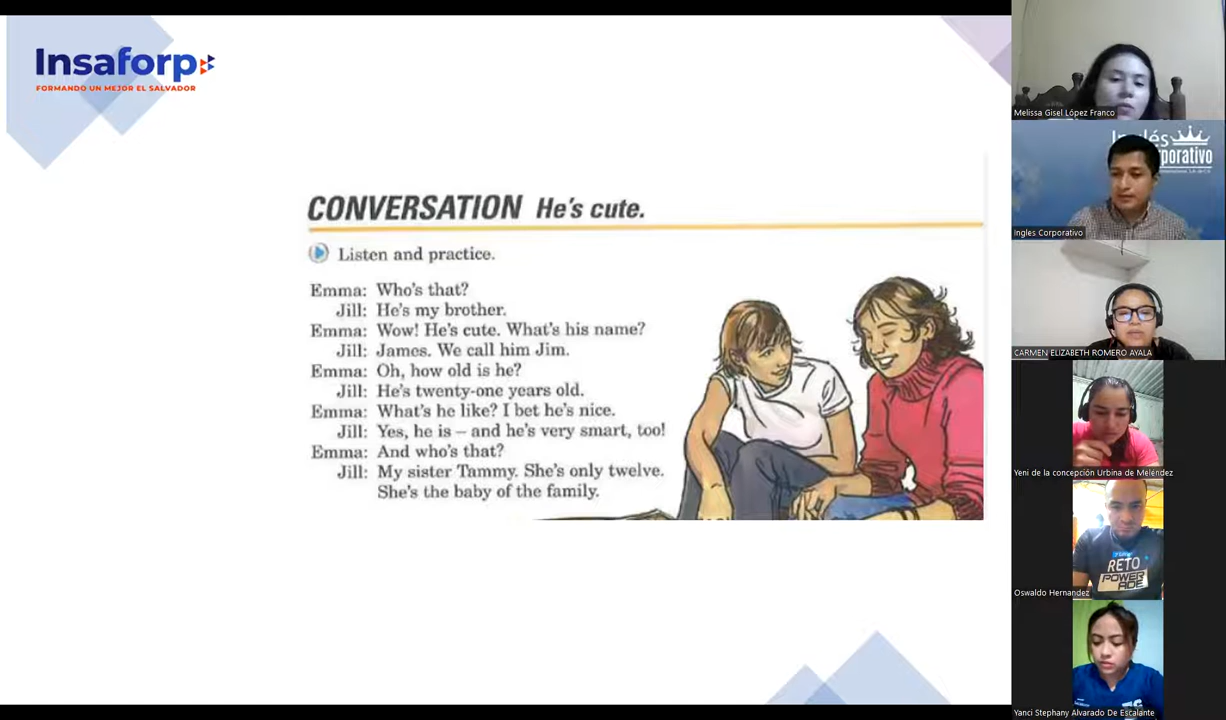 Insaforp
FORMANDO UN MEJOR EL SALVADOR
CONVERSATION He's cute.
Listen and practice.
Emma: Who's that?
Jill: He's my brother.
Emma: Wow! He's cute. What's his name?
Jill: James. We call him Jim.
Emma: Oh, how old is he?
Jill: He's twenty-one years old.
Emma: What's he like? I bet he's nice.
Jill: Yes, he is – and he's very smart, too!
Emma: And who's that?
Jill: My sister Tammy. She's only twelve.
She's the baby of the family.
Melissa Gisel López Franco
Inglés
Ingles Corporativo
CARMEN ELIZABETH ROMERO AYALA
Yeni de la concepción Urbina de Meléndez
RETO
POWER
ADE
Oswaldo Hernandez
Yanci Stephany Alvarado De Escalante